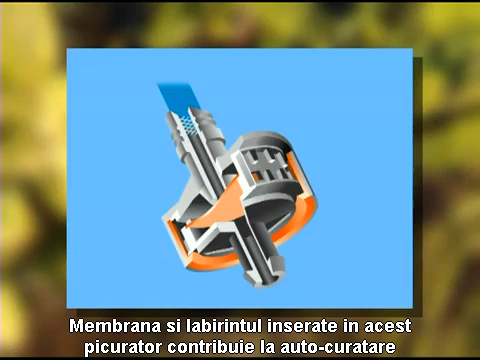 Membrana si labirintul inserate in acest
picurator contribuie la auto-curatare